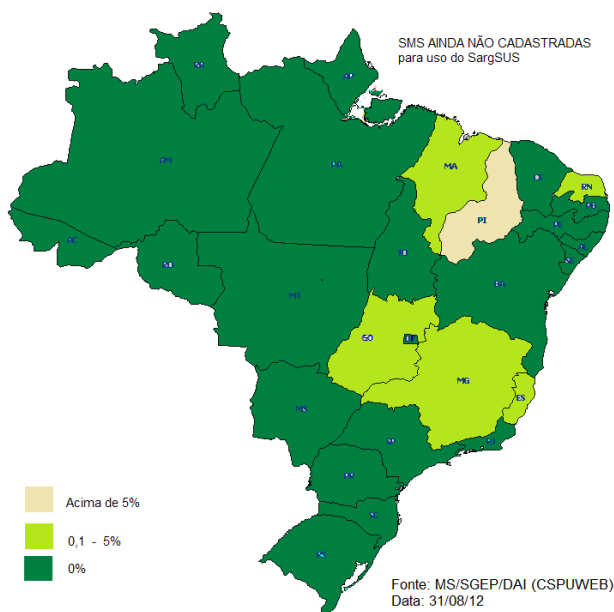 SMS AINDA NÃO CADASTRADAS
para uso do SargSUS
AM
MA
RN
PI
AC
MT
BA
GO
DF
MG
ES
MS
Acima de 5%
0,1 - 5%
0%
Fonte: MS/SGEP/DAI (CSPUWEB)
Data: 31/08/12